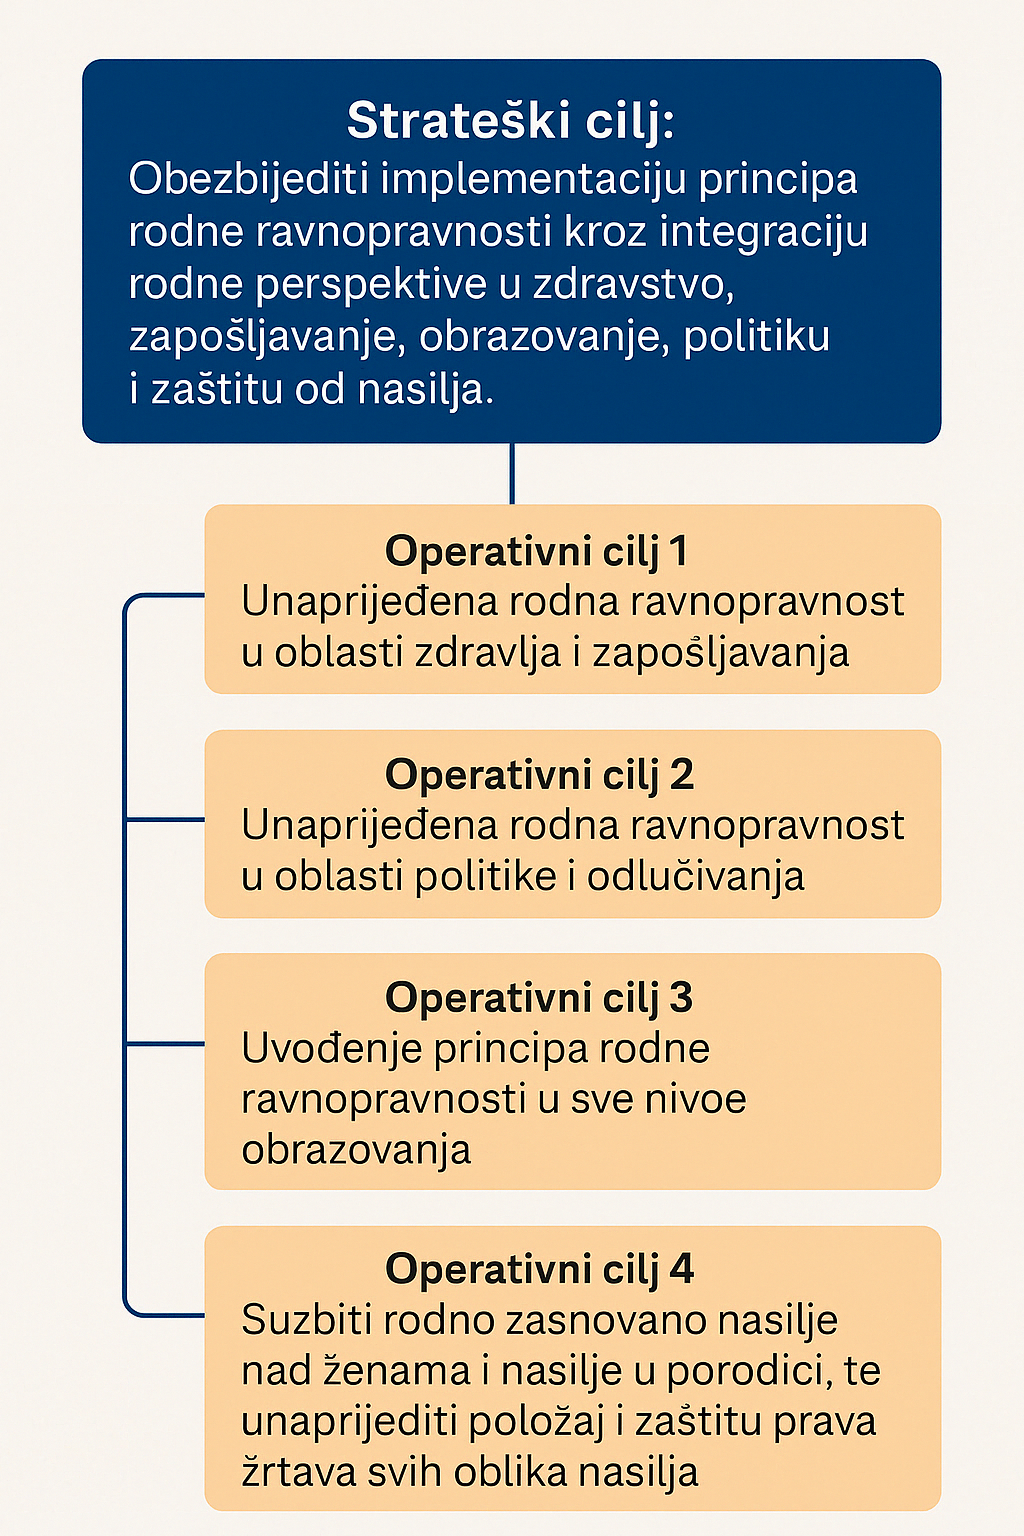 Strateški cilj:
Obezbijediti implementaciju principa
rodne ravnopravnosti kroz integraciju
rodne perspektive u zdravstvo,
zapošljavanje, obrazovanje, politiku
i zaštitu od nasilja.
Operativni cilj 1
Unaprijeđena rodna ravnopravnost
u oblasti zdravlja i zapošljavanja
Operativni cilj 2
Unaprijeđena rodna ravnopravnost
u oblasti politike i odlučivanja
Operativni cilj 3
Uvođenje principa rodne
ravnopravnosti u sve nivoe
obrazovanja
Operativni cilj 4
Suzbiti rodno zasnovano nasilje
nad ženama i nasilje u porodici, te
unaprijediti položaj i zaštitu prava
žrtava svih oblika nasilja